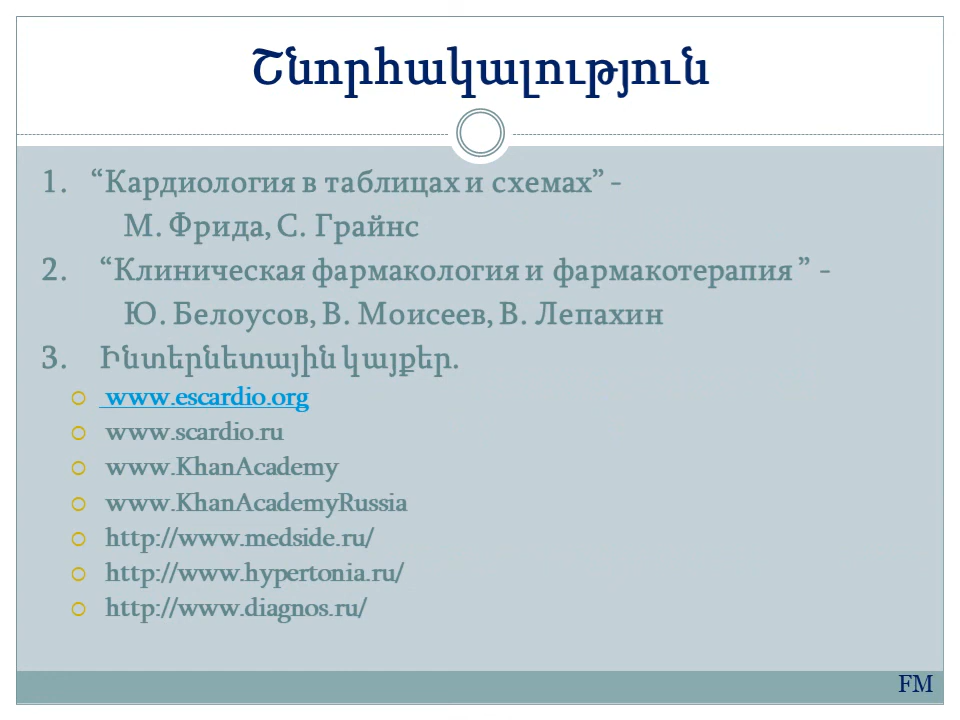 Շնորհակալություն
1. “Кардиология в таблицах и схемах” -
М. Фрида, С. Грайнс
2. “Клиническая фармакология и фармакотерапия ” -
Ю. Белоусов, В. Моисеев, В. Лепахин
3. Ինտերնետային կայքեր.
www.escardio.org
www.scardio.ru
www.KhanAcademy
www.KhanAcademyRussia
http://www.medside.ru/
http://www.hypertonia.ru/
http://www.diagnos.ru/
FM